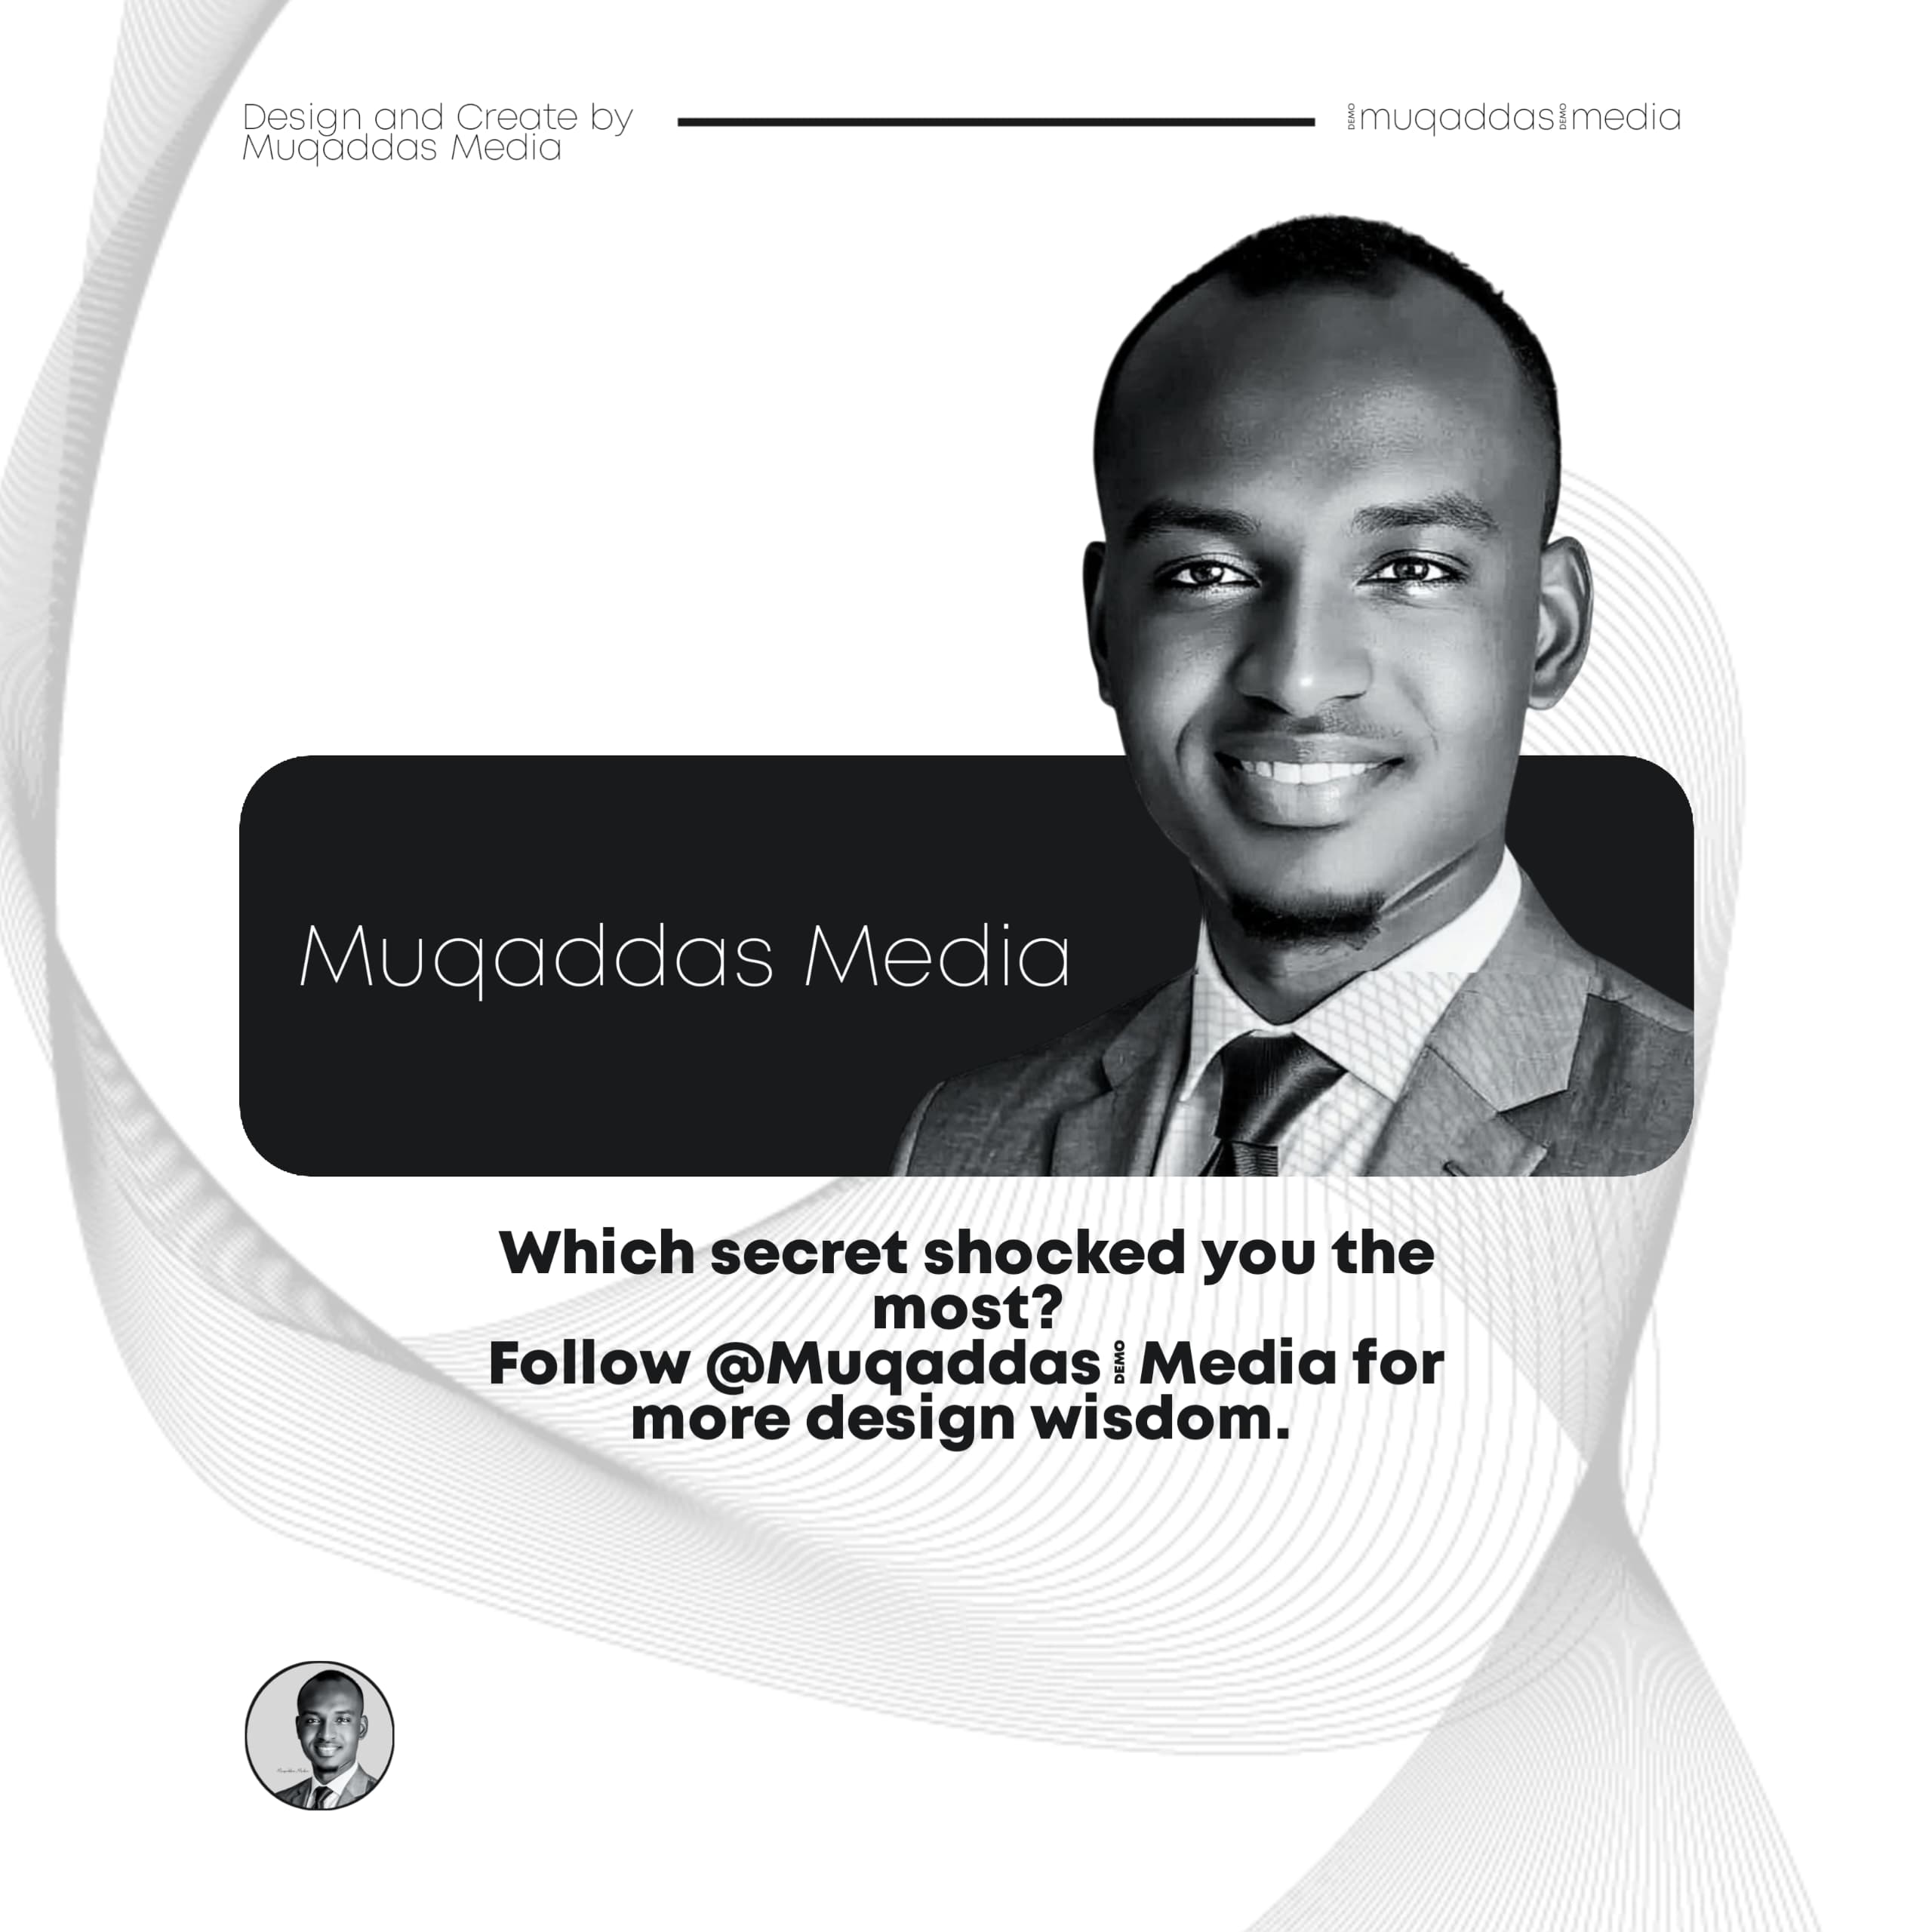 Design and Create by
Muqaddas Media
DEMO muqaddas DEMO media
Muqaddas Media
Which secret shocked you the
most?
Follow @Muqaddas DEMO Media for
more design wisdom.